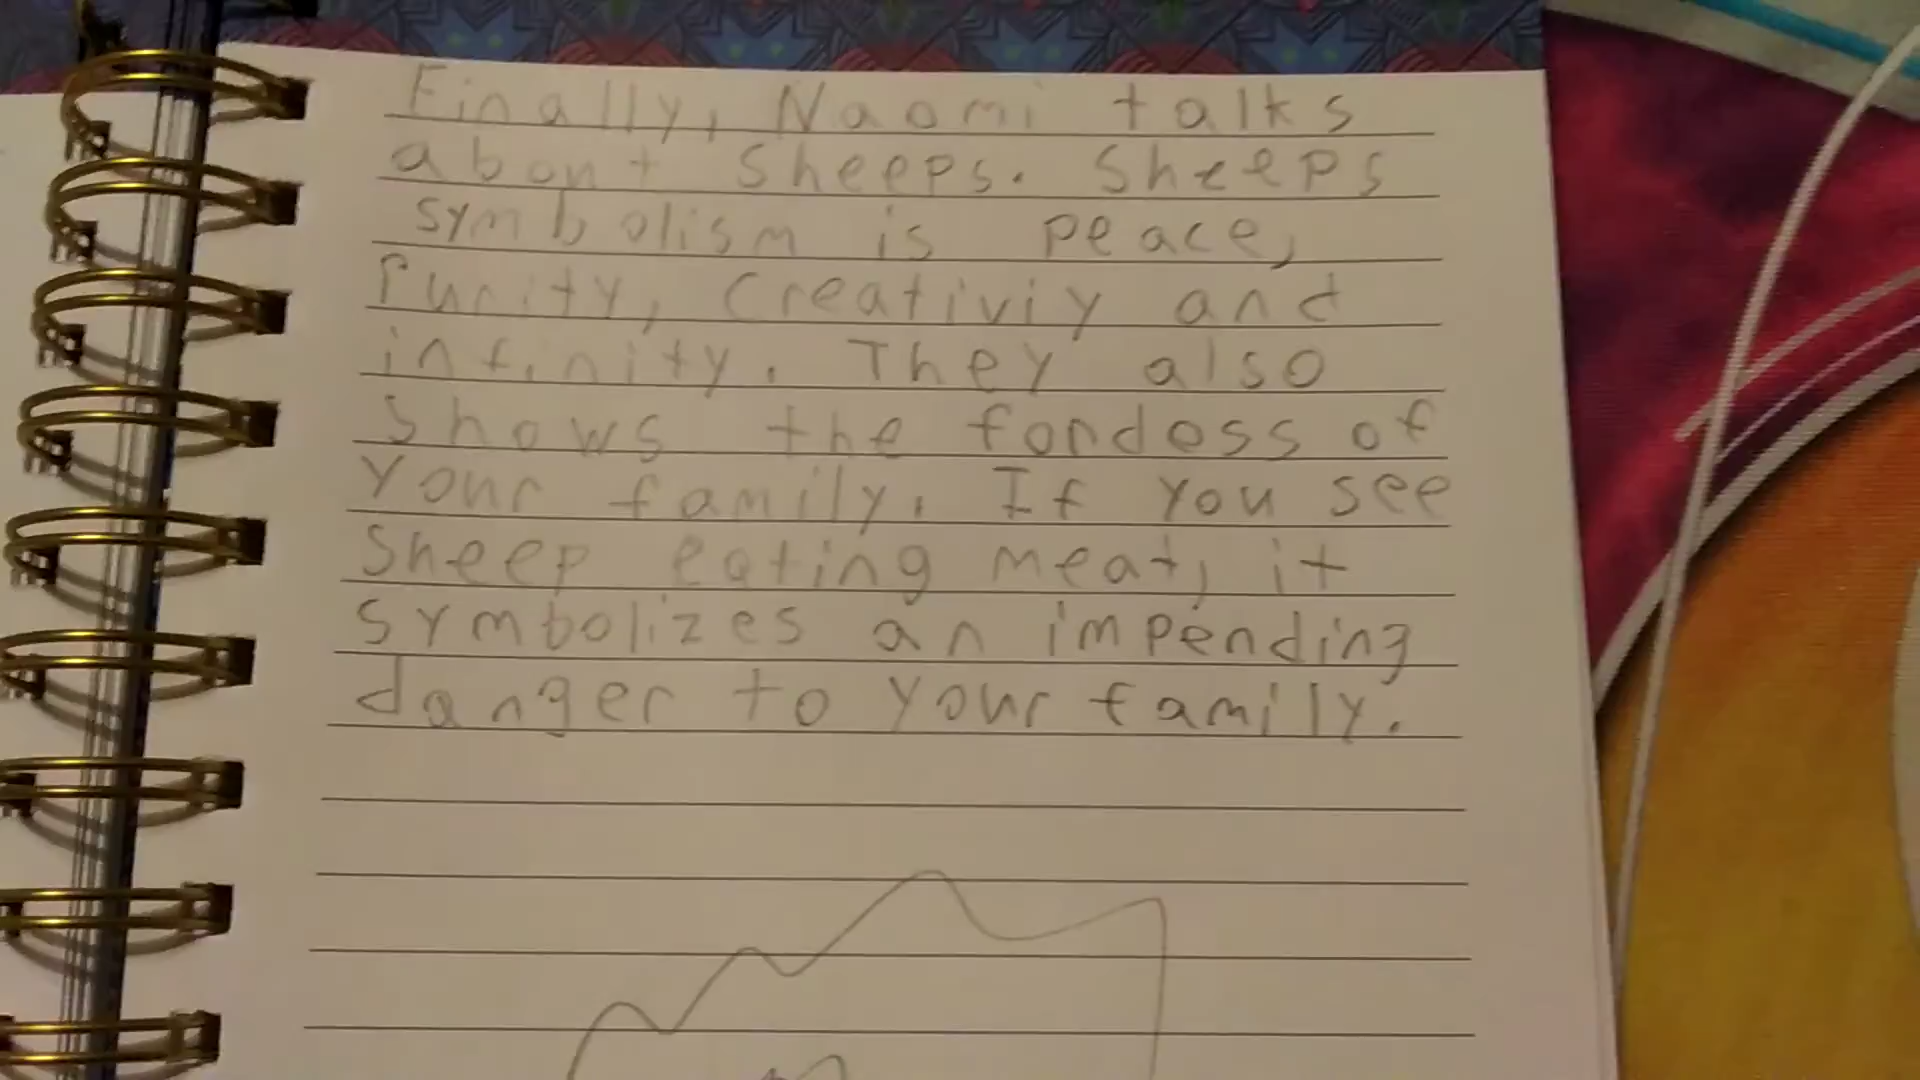 Finally, Naomi talks
about Sheeps. Sheeps
symbolism is peace,
Purity, Creativiy and
infinity. They also
shows the fordoss of
your family. If you see
Sheep eating meat, it
symbolizes an impending
danger to your family.